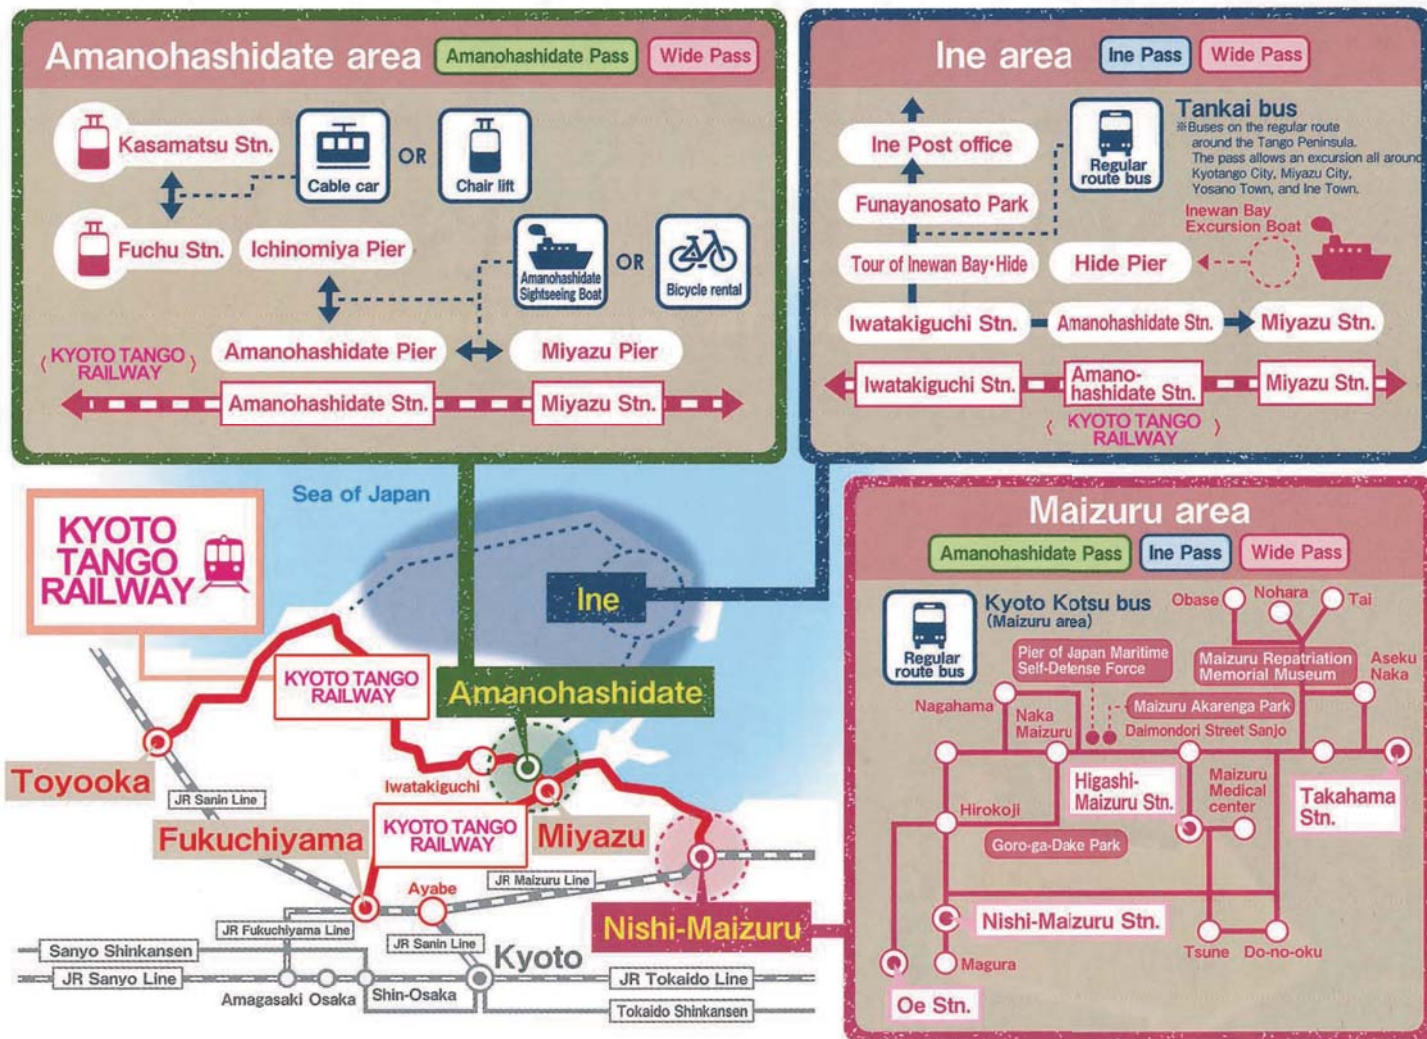 Amanohashidate area
Amanohashidate Pass
Wide Pass
Kasamatsu Stn.
Cable car
OR
Chair lift
Fuchu Stn.
Ichinomiya Pier
Amanohashidate
Sightseeing Boat
OR
Bicycle rental
Amanohashidate Pier
Miyazu Pier
KYOTO TANGO
RAILWAY
Amanohashidate Stn.
Miyazu Stn.
Ine area
Ine Pass
Wide Pass
Ine Post office
Regular
route bus
Tankai bus
※Buses on the regular route
around the Tango Peninsula.
The pass allows an excursion all around
Kyotango City, Miyazu City,
Yosano Town, and Ine Town.
Funayanosato Park
Inewan Bay
Excursion Boat
Tour of Inewan Bay・Hide
Hide Pier
Iwatakiguchi Stn.
Amanohashidate Stn.
Miyazu Stn.
Iwatakiguchi Stn.
Amano-
hashidate Stn.
Miyazu Stn.
KYOTO TANGO
RAILWAY
Sea of Japan
KYOTO
TANGO
RAILWAY
Ine
KYOTO TANGO
RAILWAY
Amanohashidate
Toyooka
JR Sanin Line
Iwatakiguchi
Fukuchiyama
KYOTO TANGO
RAILWAY
Miyazu
JR Maizuru Line
Ayabe
Nishi-Maizuru
JR Fukuchiyama Line
JR Sanin Line
Sanyo Shinkansen
Kyoto
JR Sanyo Line
Amagasaki
Osaka
Shin-Osaka
JR Tokaido Line
Tokaido Shinkansen
Maizuru area
Amanohashidate Pass
Ine Pass
Wide Pass
Regular
route bus
Kyoto Kotsu bus
(Maizuru area)
Obase
Nohara
Tai
Pier of Japan Maritime
Self-Defense Force
Maizuru Repatriation
Memorial Museum
Aseku
Naka
Nagahama
Naka
Maizuru
Maizuru Akarenga Park
Daimondori Street Sanjo
Higashi-
Maizuru Stn.
Maizuru
Medical
center
Takahama
Stn.
Hirokoji
Goro-ga-Dake Park
Nishi-Maizuru Stn.
Tsune
Do-no-oku
Magura
Oe Stn.